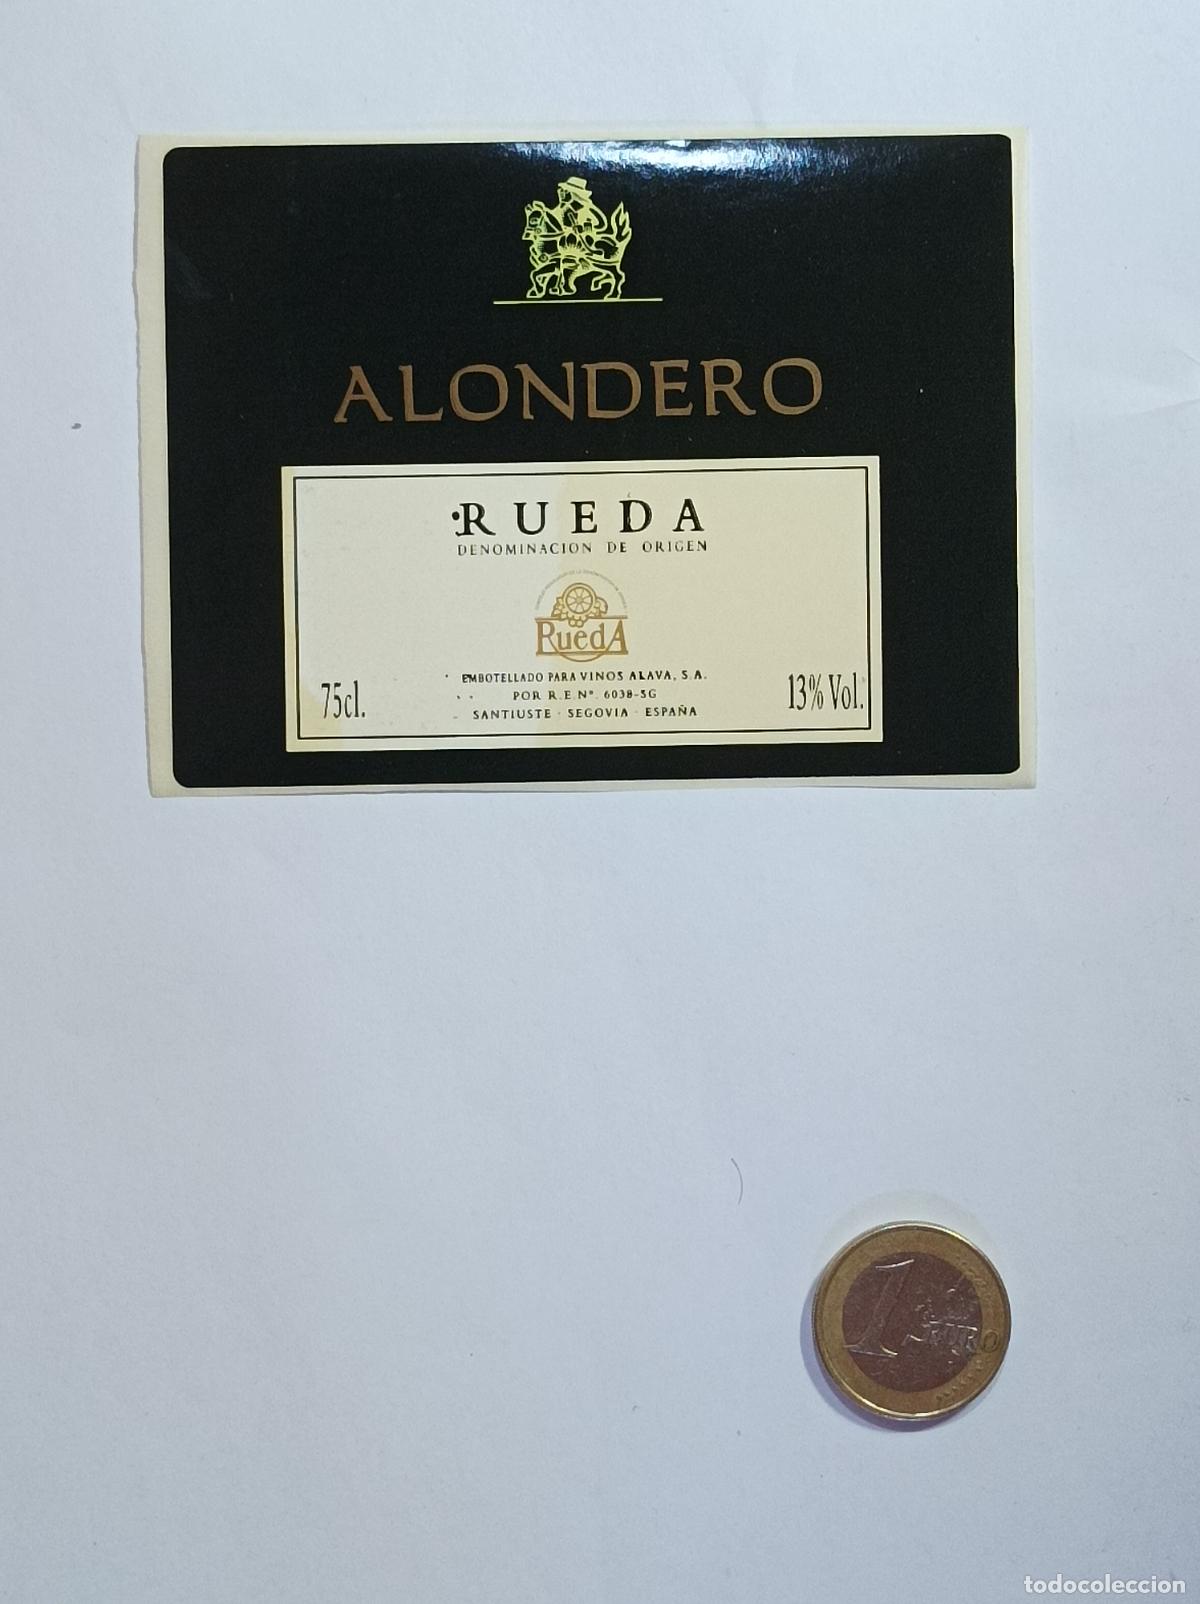 ALONDERO
RUEDA
DENOMINACION DE ORIGEN
RuedA
EMBOTELLADO PARA VINOS ALAVA, S.A.
POR R.E.Nº. 6038-SG
SANTIUSTE - SEGOVIA - ESPAÑA
75cl.
13% Vol.
1 EURO
todocoleccion